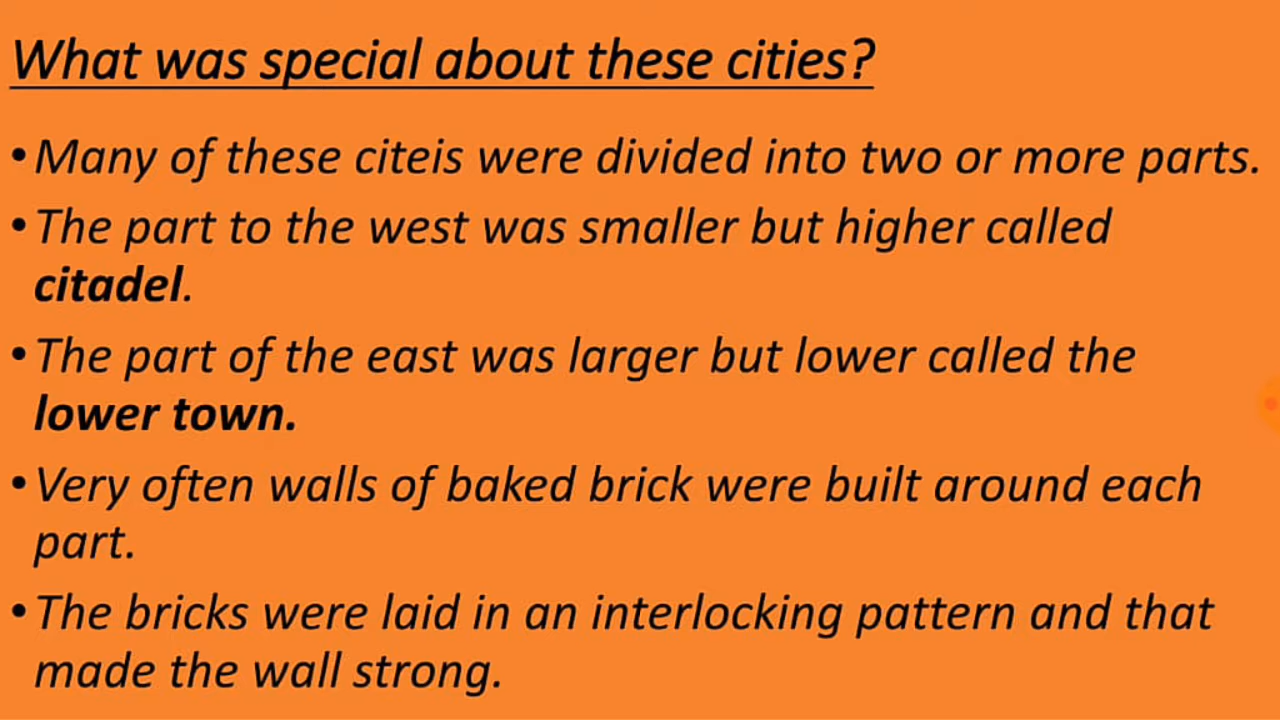 What was special about these cities?
•Many of these citeis were divided into two or more parts.
•The part to the west was smaller but higher called
citadel.
•The part of the east was larger but lower called the
lower town.
•Very often walls of baked brick were built around each
part.
•The bricks were laid in an interlocking pattern and that
made the wall strong.